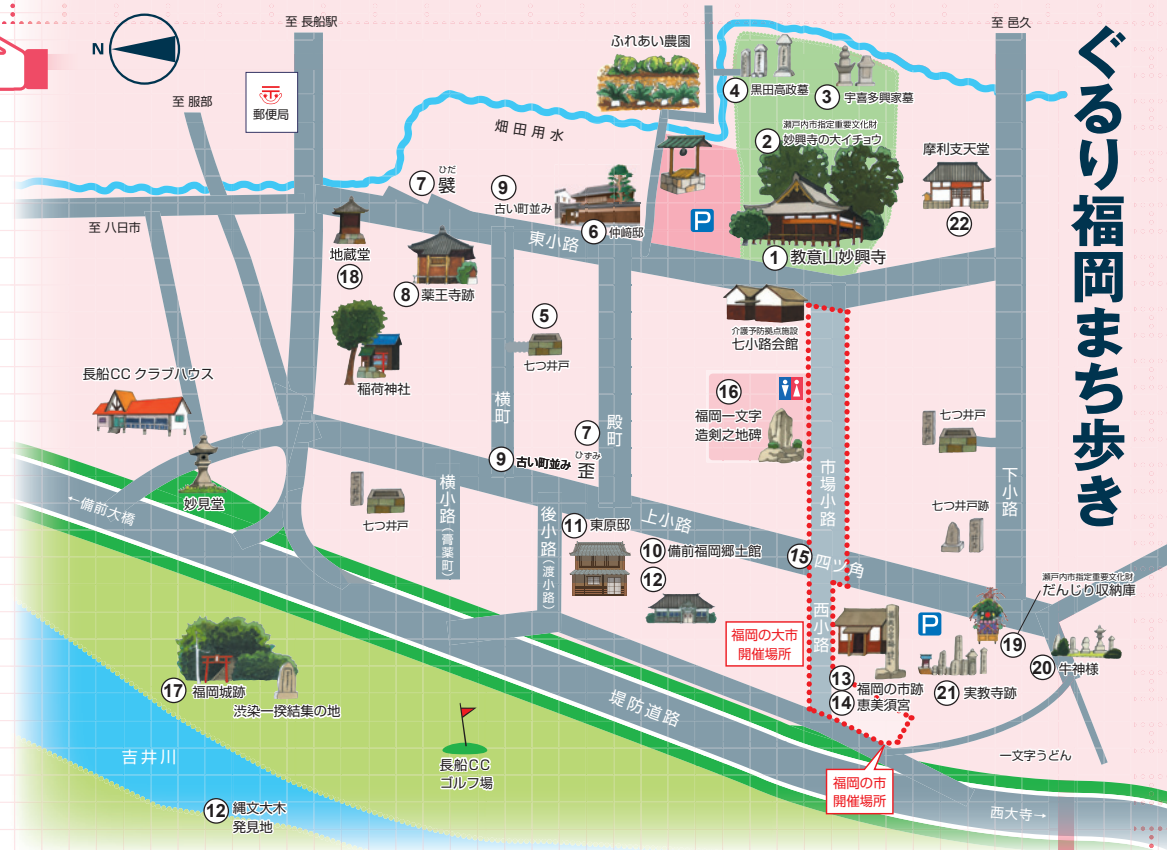 ぐるり福岡まち歩き
N
至 長船駅
至 邑久
至 服部
郵便局
ふれあい農園
畑田用水
4 黒田高政墓
3 宇喜多興家墓
瀬戸内市指定重要文化財
2 妙興寺の大イチョウ
摩利支天堂
22
ひだ
7 襞
9
古い町並み
6 仲﨑邸
P
至 八日市
東小路
1 教意山妙興寺
地蔵堂
18
8 薬王寺跡
介護予防拠点施設
七小路会館
5
七つ井戸
稲荷神社
長船CC クラブハウス
横町
殿町
16
福岡一文字
造剣之地碑
七つ井戸
7
ひずみ
歪
9 古い町並み
市場小路
下小路
妙見堂
←備前大橋
七つ井戸
横小路(膏薬町)
後小路(渡小路)
11 東原邸
上小路
10 備前福岡郷土館
12
七つ井戸跡
15 四ツ角
瀬戸内市指定重要文化財
だんじり収納庫
西小路
福岡の大市
開催場所
P
19
20 牛神様
13 福岡の市跡
14 恵美須宮
21 実教寺跡
17 福岡城跡
渋染一揆結集の地
堤防道路
吉井川
長船CC
ゴルフ場
一文字うどん
福岡の市
開催場所
12 縄文大木
発見地
西大寺→